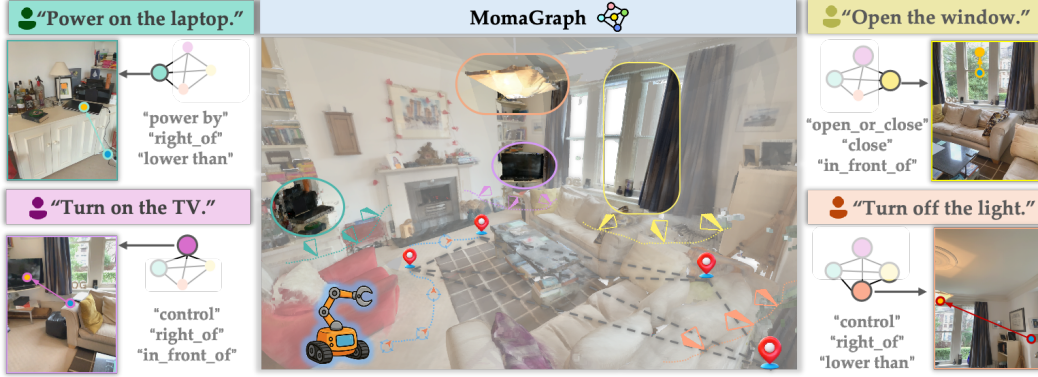 "Power on the laptop."
"power by"
"right_of"
"lower than"
"Turn on the TV."
"control"
"right_of"
"in_front_of"
MomaGraph
"Open the window."
"open_or_close"
"close"
"in_front_of"
"Turn off the light."
"control"
"right_of"
"lower than"